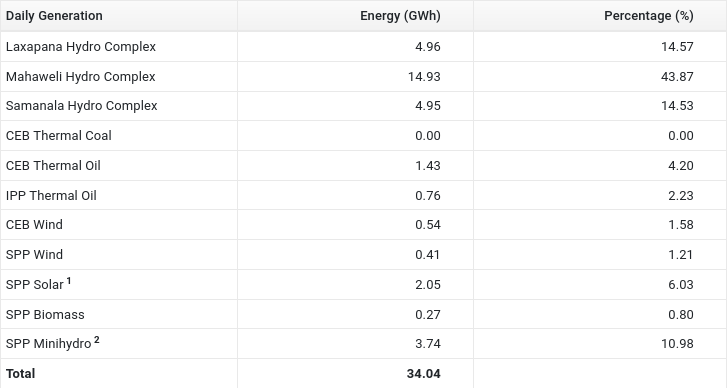 Daily Generation Energy (GWh) Percentage (%)
Laxapana Hydro Complex 4.96 14.57
Mahaweli Hydro Complex 14.93 43.87
Samanala Hydro Complex 4.95 14.53
CEB Thermal Coal 0.00 0.00
CEB Thermal Oil 1.43 4.20
IPP Thermal Oil 0.76 2.23
CEB Wind 0.54 1.58
SPP Wind 0.41 1.21
SPP Solar 1 2.05 6.03
SPP Biomass 0.27 0.80
SPP Minihydro 2 3.74 10.98
Total 34.04